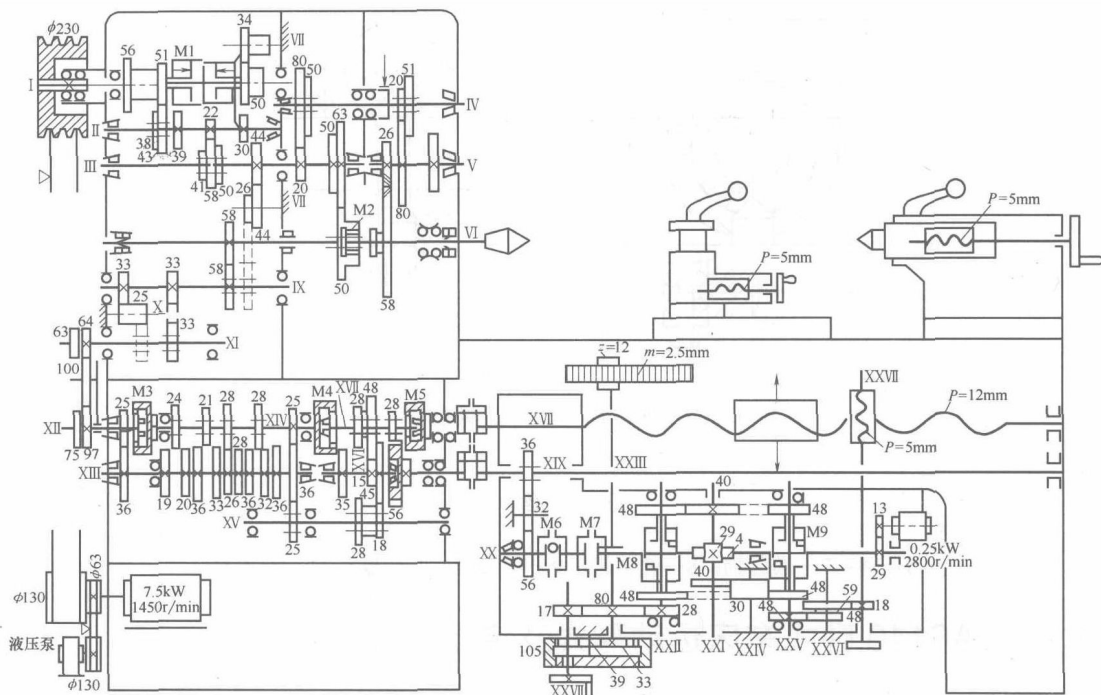 φ230
56
51
M1
34
VII
80
50
20
51
I
50
IV
22
63
II
38
43
39
30
44
50
26
V
III
41
58
50
26
VII
20
80
44
M2
58
VI
P=5mm
P=5mm
33
33
58
IX
50
58
25
X
33
64
63
XI
100
z=12
m=2.5mm
XXVII
P=12mm
P=5mm
M3
M4
XVII
48
M5
25
24
21
28
28
XIV
25
28
28
XII
XVII
75
97
28
XVI
36
XIX
XXIII
XIII
36
19
20
36
33
26
36
32
36
36
35
15
45
56
40
XV
25
28
18
32
48
48
13
M6
M7
29
4
M9
0.25kW
2800r/min
XX
M8
29
56
40
φ63
φ130
7.5kW
1450r/min
17
80
48
28
30
48
48
59
48
18
液压泵
φ130
105
39
33
XXII
XXI
XXIV
XXV
XXVI
XXVII